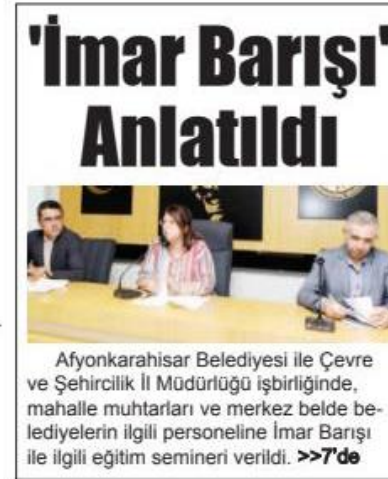 'İmar Barışı'
Anlatıldı
Afyonkarahisar Belediyesi ile Çevre
ve Şehircilik İl Müdürlüğü işbirliğinde,
mahalle muhtarları ve merkez belde be-
lediyelerin ilgili personeline İmar Barışı
ile ilgili eğitim semineri verildi. >>7'de